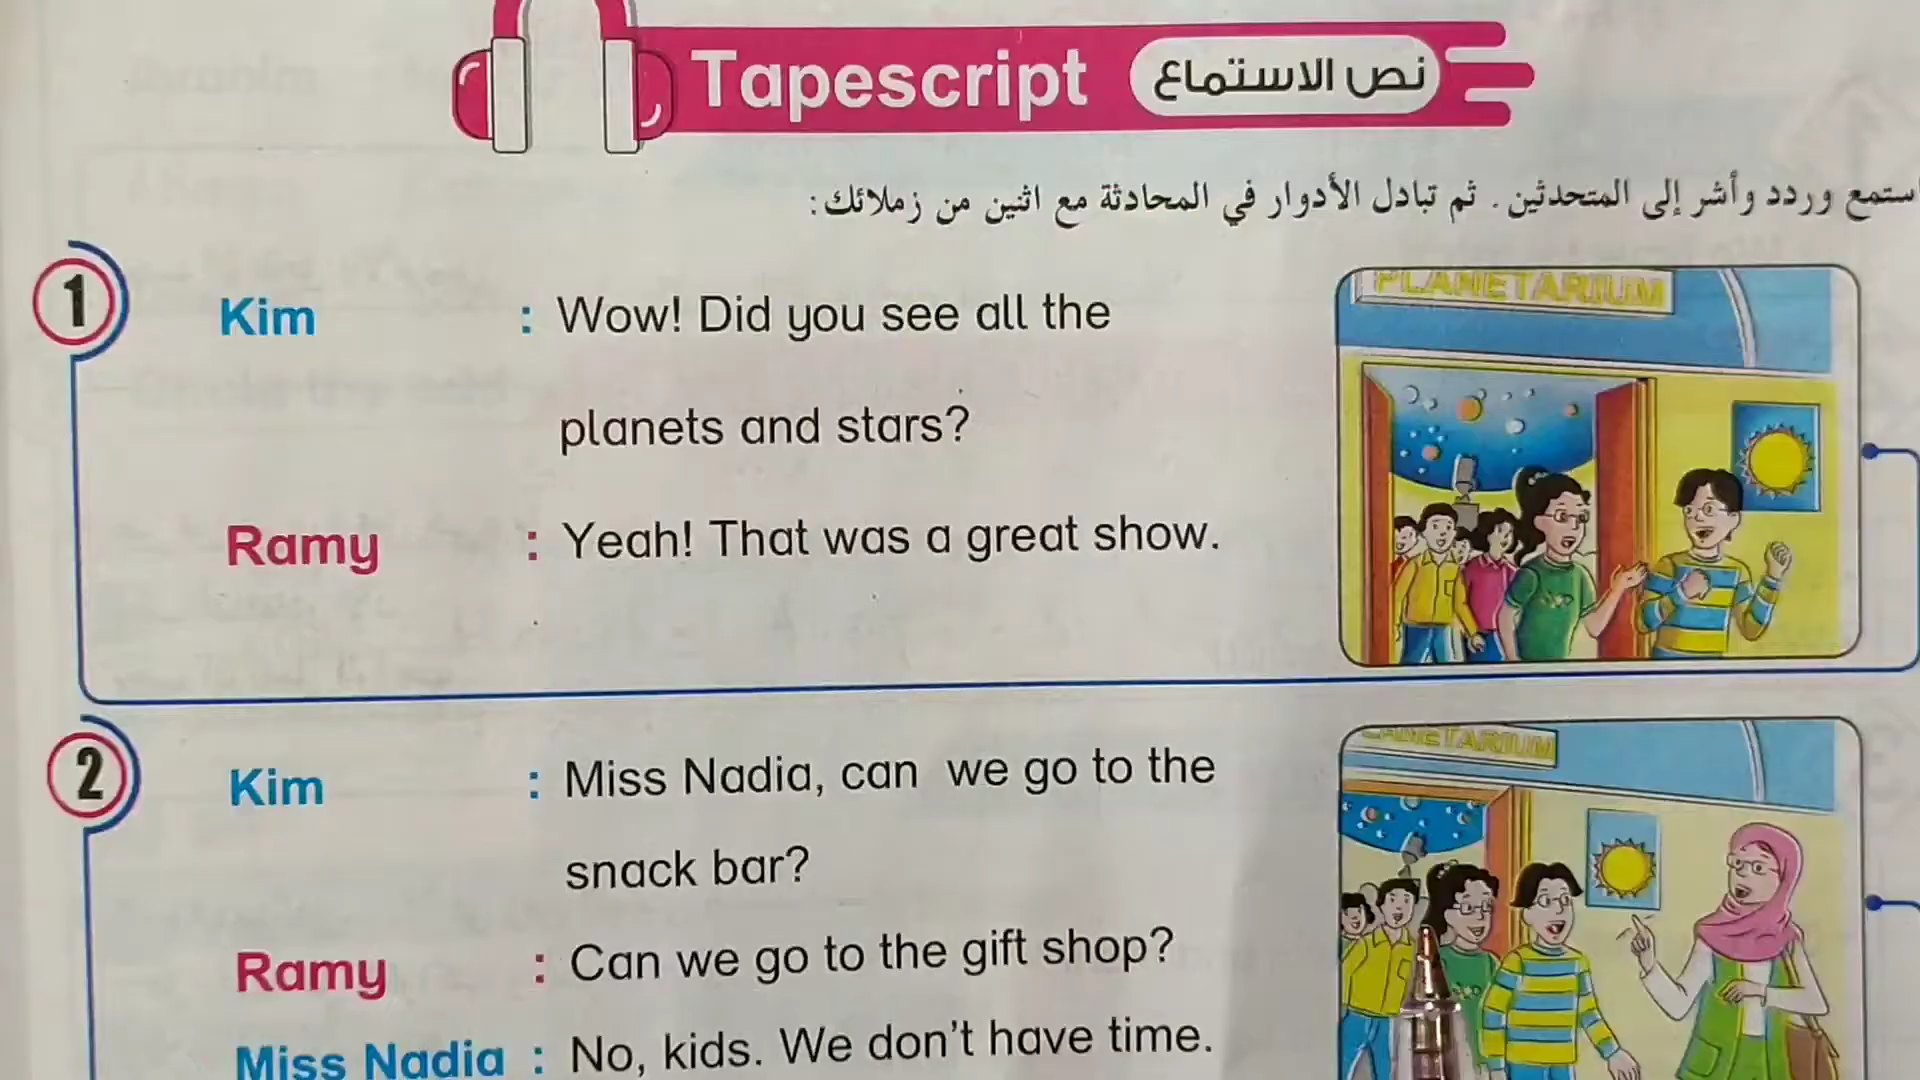 Tapescript نص الاستماع
استمع وردد وأشر إلى المتحدثين. ثم تبادل الأدوار في المحادثة مع اثنين من زملائك:
1
Kim : Wow! Did you see all the
planets and stars?
Ramy : Yeah! That was a great show.
PLANETARIUM
2
Kim : Miss Nadia, can we go to the
snack bar?
Ramy : Can we go to the gift shop?
Miss Nadia : No, kids. We don't have time.
PLANETARIUM